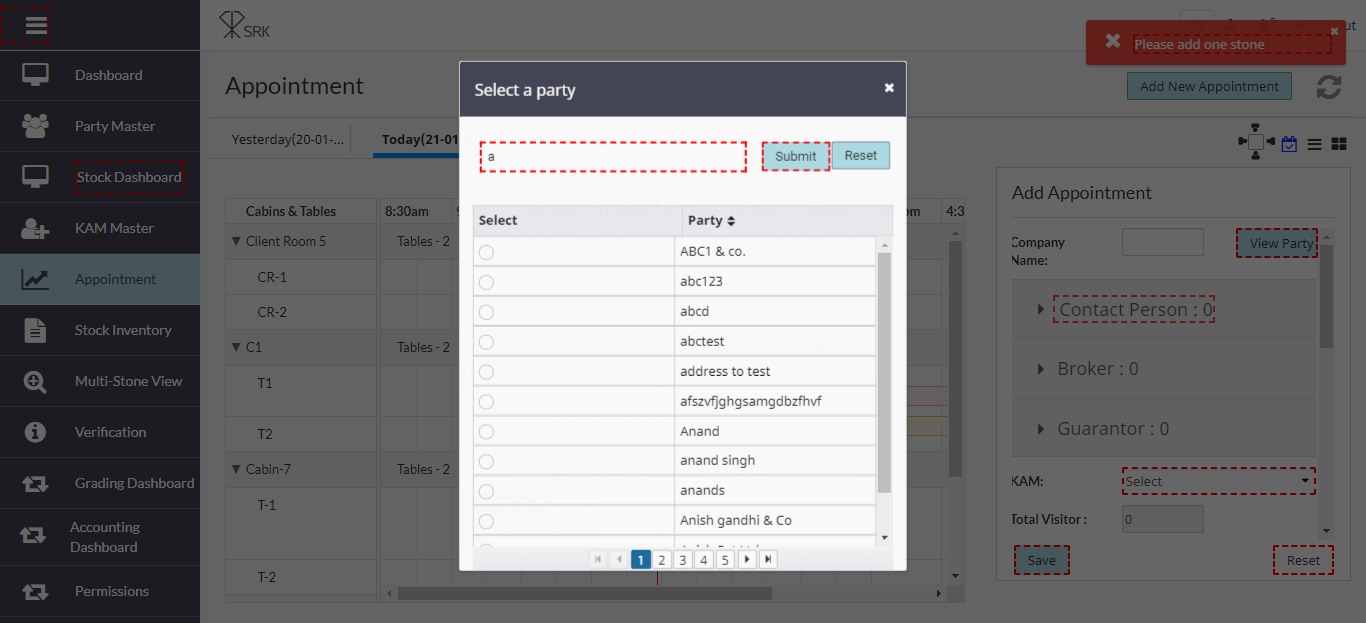 SRK
Please add one stone
Dashboard
Party Master
Stock Dashboard
KAM Master
Appointment
Stock Inventory
Multi-Stone View
Verification
Grading Dashboard
Accounting
Dashboard
Permissions
Appointment
Add New Appointment
Yesterday(20-01-...
Today(21-01
Cabins & Tables
8:30am
pm
4:3
Client Room 5
Tables - 2
CR-1
CR-2
C1
Tables - 2
T1
T2
Cabin-7
Tables - 2
T-1
T-2
Select a party
a
Submit
Reset
Select
Party
ABC1 & co.
abc123
abcd
abctest
address to test
afszvfjghgsamgdbzfhvf
Anand
anand singh
anands
Anish gandhi & Co
1 2 3 4 5
Add Appointment
Company
Name:
View Party
Contact Person : 0
Broker : 0
Guarantor : 0
KAM:
Select
Total Visitor :
0
Save
Reset